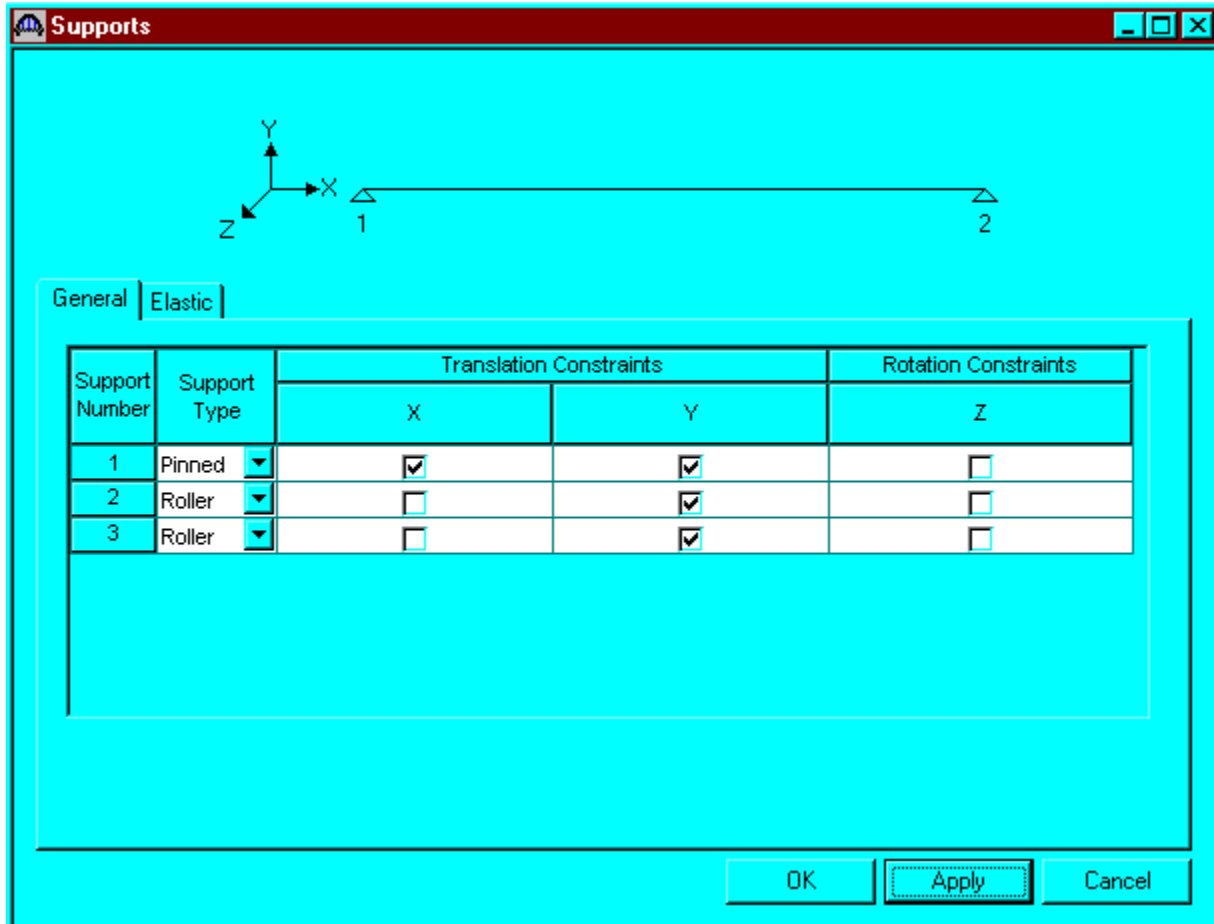 Supports
Y
X
Z
1
2
General Elastic
Support Number Support Type Translation Constraints Rotation Constraints
X Y Z
1 Pinned
2 Roller
3 Roller
OK Apply Cancel